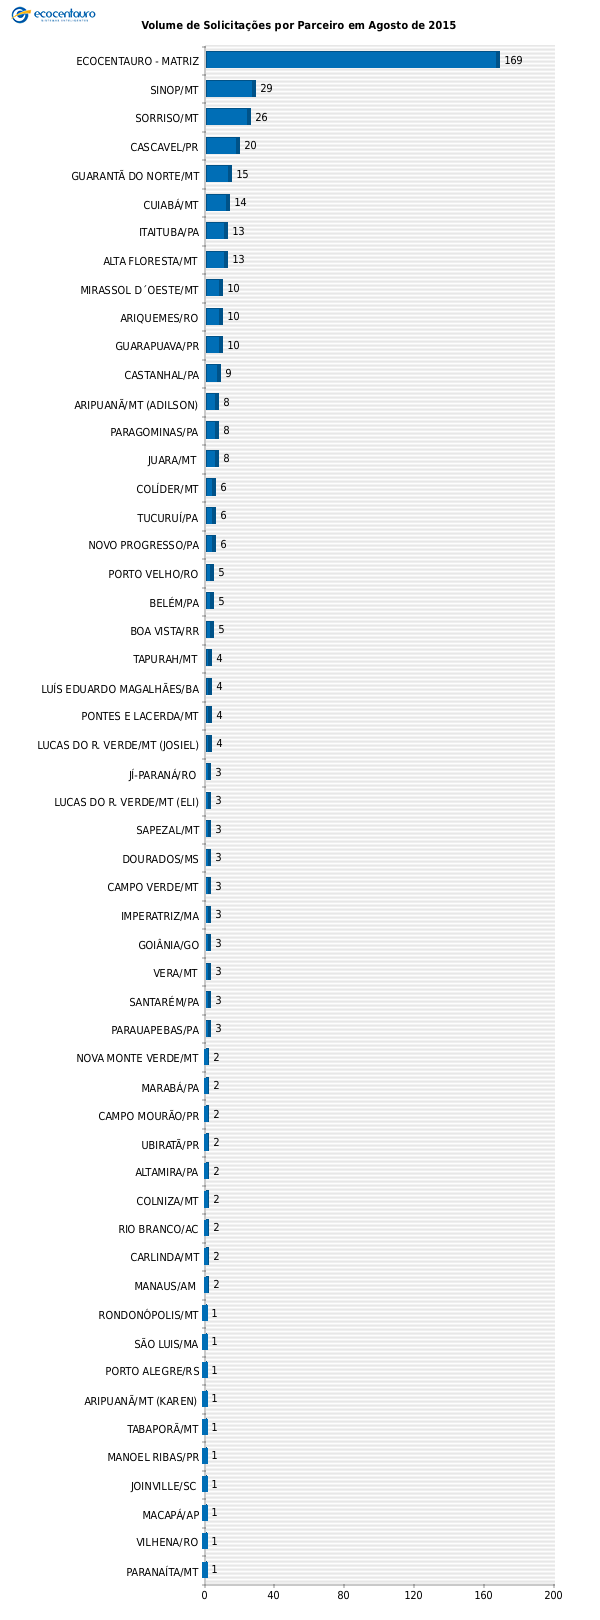 ecocentauro
Volume de Solicitações por Parceiro em Agosto de 2015
ECOCENTAURO - MATRIZ 169
SINOP/MT 29
SORRISO/MT 26
CASCAVEL/PR 20
GUARANTÃ DO NORTE/MT 15
CUIABÁ/MT 14
ITAITUBA/PA 13
ALTA FLORESTA/MT 13
MIRASSOL D´OESTE/MT 10
ARIQUEMES/RO 10
GUARAPUAVA/PR 10
CASTANHAL/PA 9
ARIPUANÃ/MT (ADILSON) 8
PARAGOMINAS/PA 8
JUARA/MT 8
COLÍDER/MT 6
TUCURUÍ/PA 6
NOVO PROGRESSO/PA 6
PORTO VELHO/RO 5
BELÉM/PA 5
BOA VISTA/RR 5
TAPURAH/MT 4
LUÍS EDUARDO MAGALHÃES/BA 4
PONTES E LACERDA/MT 4
LUCAS DO R. VERDE/MT (JOSIEL) 4
JÍ-PARANÁ/RO 3
LUCAS DO R. VERDE/MT (ELI) 3
SAPEZAL/MT 3
DOURADOS/MS 3
CAMPO VERDE/MT 3
IMPERATRIZ/MA 3
GOIÂNIA/GO 3
VERA/MT 3
SANTARÉM/PA 3
PARAUAPEBAS/PA 3
NOVA MONTE VERDE/MT 2
MARABÁ/PA 2
CAMPO MOURÃO/PR 2
UBIRATÃ/PR 2
ALTAMIRA/PA 2
COLNIZA/MT 2
RIO BRANCO/AC 2
CARLINDA/MT 2
MANAUS/AM 2
RONDONÓPOLIS/MT 1
SÃO LUIS/MA 1
PORTO ALEGRE/RS 1
ARIPUANÃ/MT (KAREN) 1
TABAPORÃ/MT 1
MANOEL RIBAS/PR 1
JOINVILLE/SC 1
MACAPÁ/AP 1
VILHENA/RO 1
PARANAÍTA/MT 1
0 40 80 120 160 200